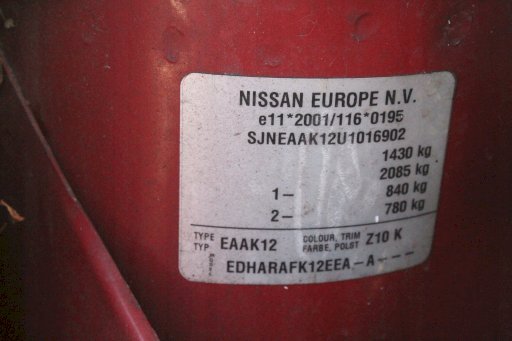 NISSAN EUROPE N.V.
e11*2001/116*0195
SJNEAAK12U1016902
1430 kg
2085 kg
1– 840 kg
2– 780 kg
TYPE TYP EAAK12 COLOUR, TRIM FARBE, POLST Z10 K
EDHARAFK12EEA–A–––